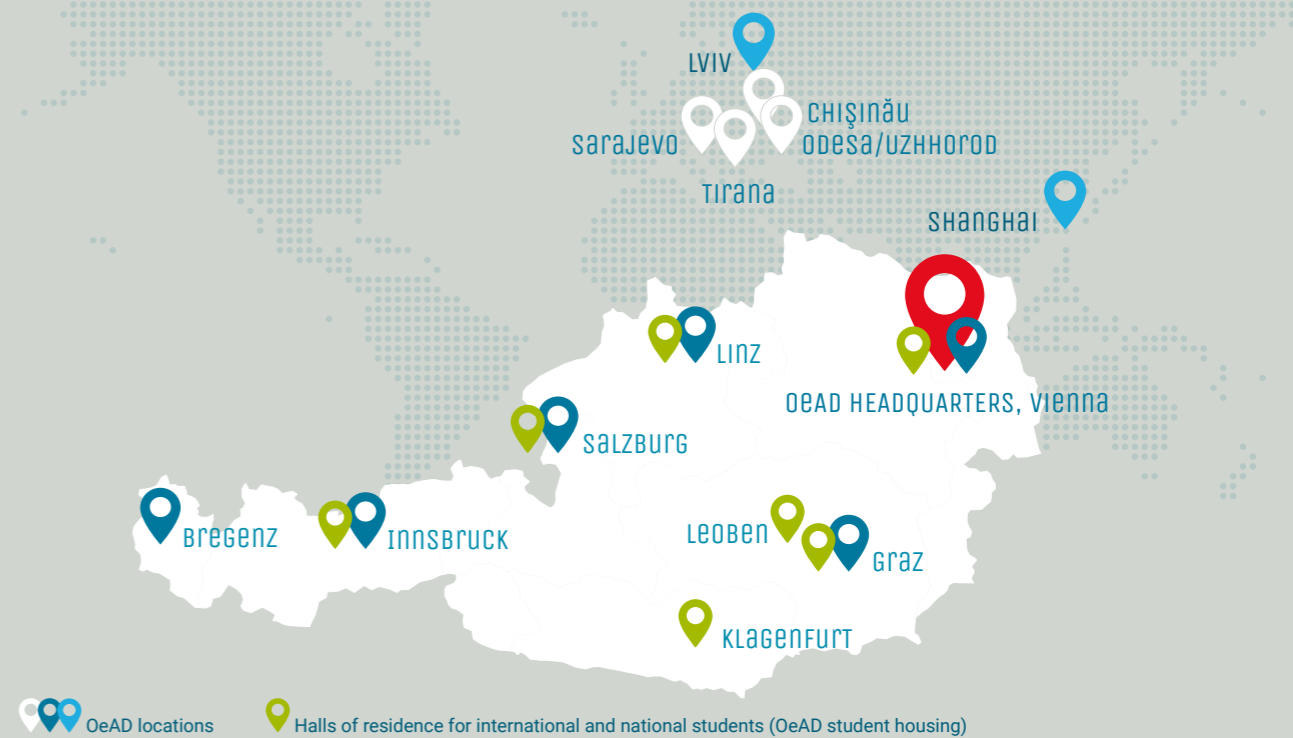 LVIV
CHIŞINĂU
SARAJEVO
ODESA/UZHHOROD
TIRANA
SHANGHAI
LINZ
OeAD HEADQUARTERS, VIENNA
SALZBURG
LEOBEN
BREGENZ
INNSBRUCK
GRAZ
KLAGENFURT
OeAD locations
Halls of residence for international and national students (OeAD student housing)